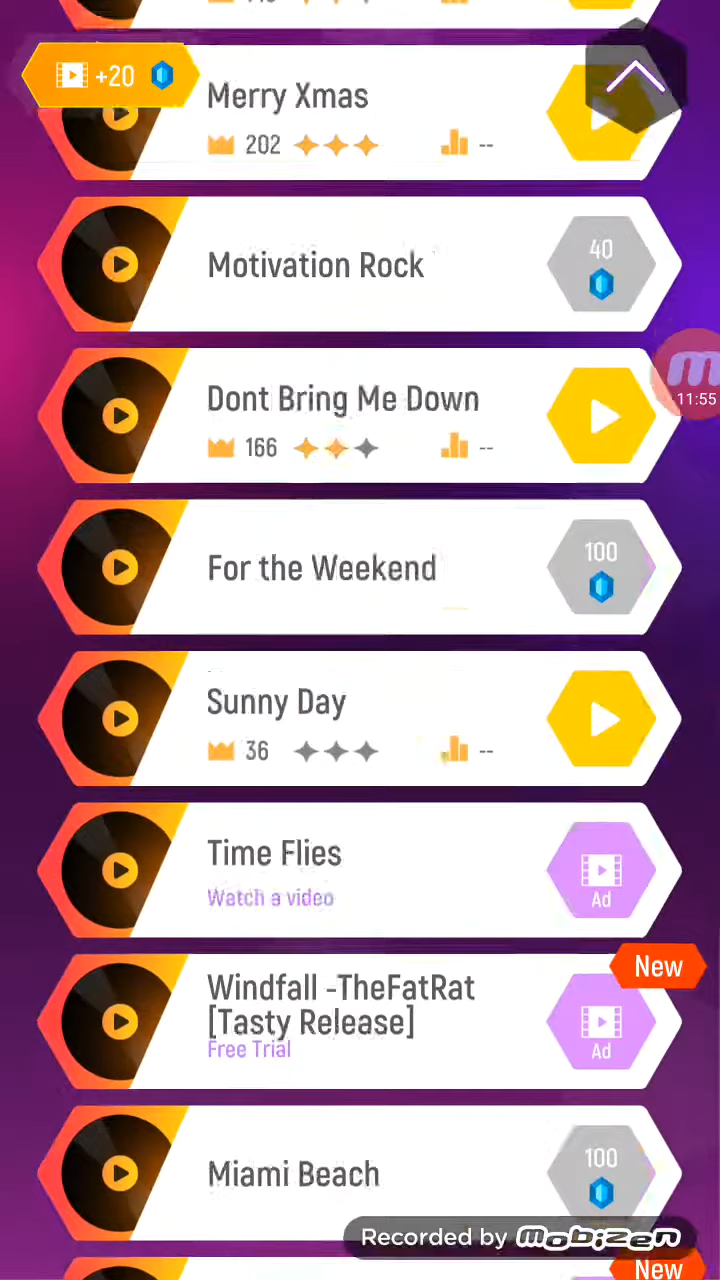 +20
Merry Xmas
202
--
Motivation Rock
40
11:55
Dont Bring Me Down
166
--
For the Weekend
100
Sunny Day
36
--
Time Flies
Watch a video
Ad
New
Windfall -TheFatRat
[Tasty Release]
Free Trial
Ad
Miami Beach
100
Recorded by Mobizen
New